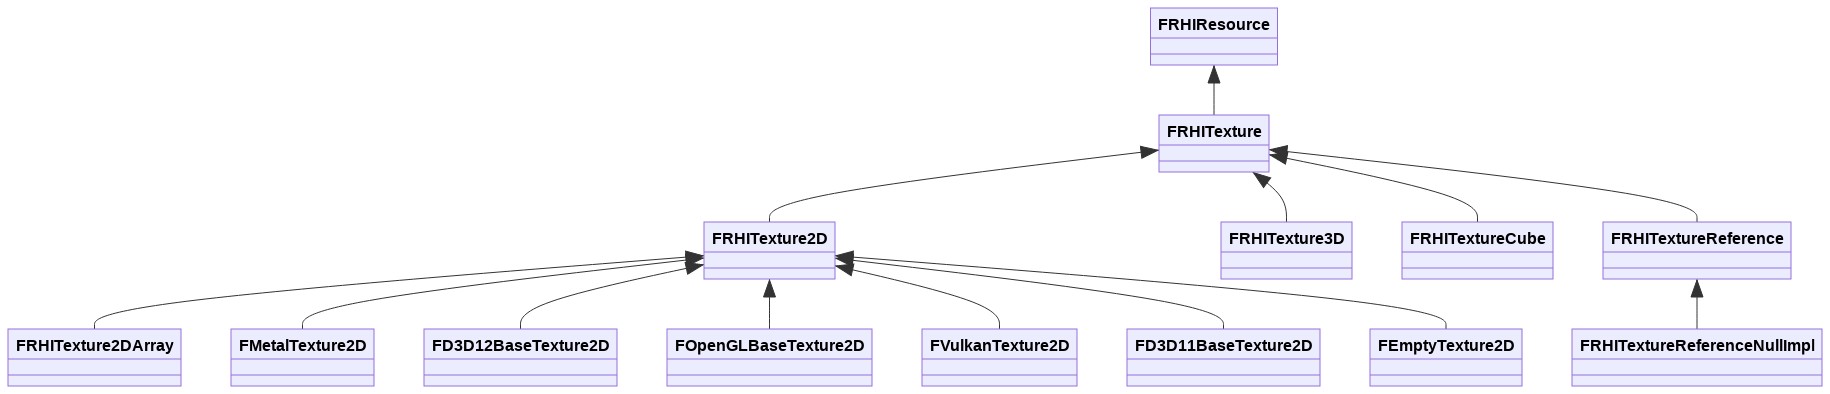 FRHIResource
FRHITexture
FRHITexture2D
FRHITexture3D
FRHITextureCube
FRHITextureReference
FRHITexture2DArray
FMetalTexture2D
FD3D12BaseTexture2D
FOpenGLBaseTexture2D
FVulkanTexture2D
FD3D11BaseTexture2D
FEmptyTexture2D
FRHITextureReferenceNullImpl